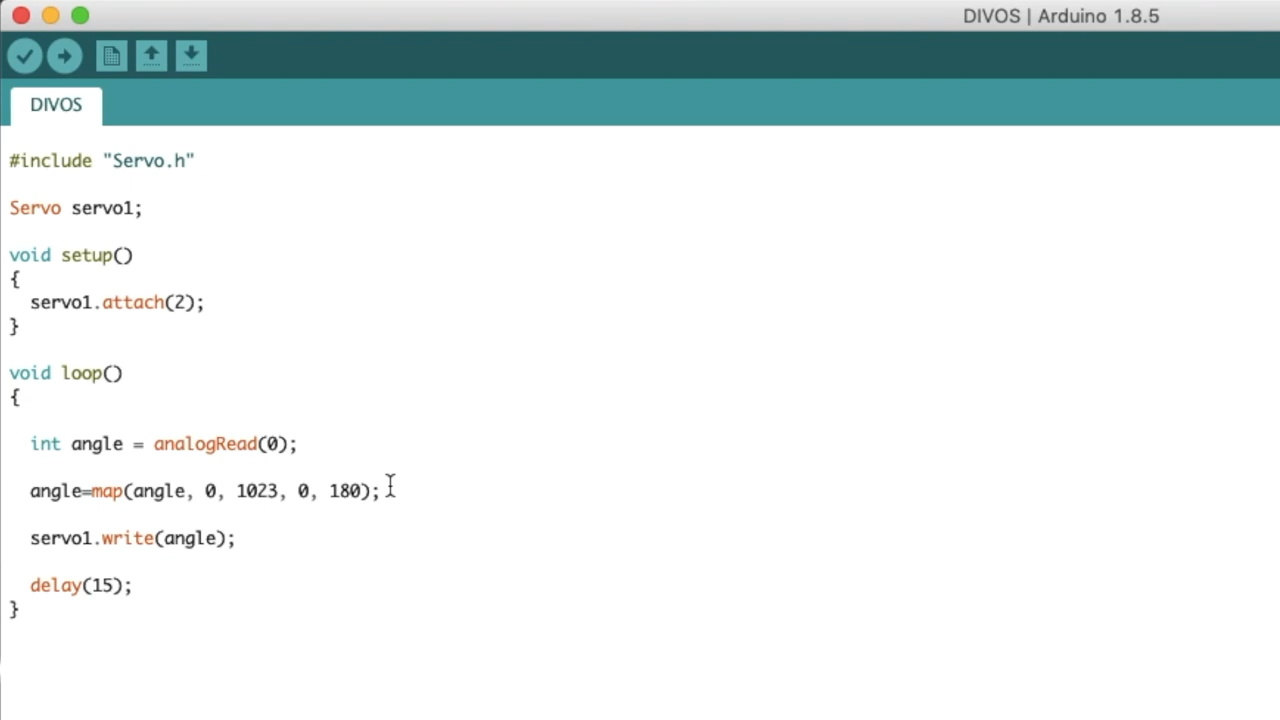 DIVOS | Arduino 1.8.5
DIVOS
#include "Servo.h"
Servo servo1;
void setup()
{
servo1.attach(2);
}
void loop()
{
int angle = analogRead(0);
angle=map(angle, 0, 1023, 0, 180);
servo1.write(angle);
delay(15);
}